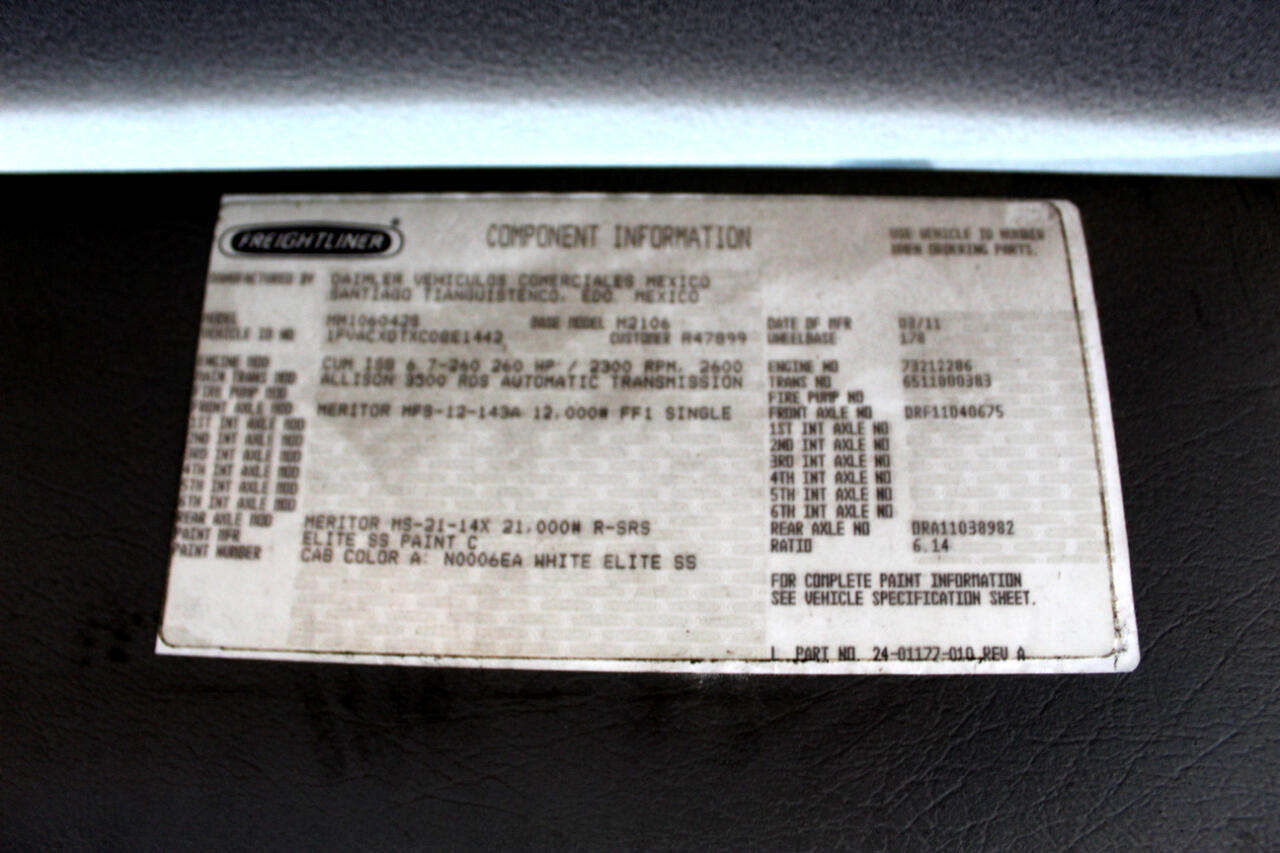 FREIGHTLINER
COMPONENT INFORMATION
USE VEHICLE ID NUMBER
WHEN ORDERING PARTS.
MANUFACTURED BY DAIMLER VEHICULOS COMERCIALES MEXICO
SANTIAGO TIANGUISTENCO, EDO. MEXICO
MODEL MM106042S BASE MODEL M2106 DATE OF MFR 03/11
VEHICLE ID NO CUSTOMER R47899 WHEELBASE 178
ENGINE MOD CUM ISB 6.7-260 260 HP / 2300 RPM, 2600 ENGINE NO 73212286
MAIN TRANS MOD ALLISON 3500 RDS AUTOMATIC TRANSMISSION TRANS NO 6511800383
FIRE PUMP MOD FIRE PUMP NO
FRONT AXLE MOD MERITOR MFS-12-143A 12,000# FF1 SINGLE FRONT AXLE NO DRF11040675
1ST INT AXLE MOD 1ST INT AXLE NO
2ND INT AXLE MOD 2ND INT AXLE NO
3RD INT AXLE MOD 3RD INT AXLE NO
4TH INT AXLE MOD 4TH INT AXLE NO
5TH INT AXLE MOD 5TH INT AXLE NO
6TH INT AXLE MOD 6TH INT AXLE NO
REAR AXLE MOD MERITOR MS-21-14X 21,000# R-SRS REAR AXLE NO DRA11038982
PAINT MFR ELITE SS PAINT C RATIO 6.14
PAINT NUMBER CAB COLOR A: N0006EA WHITE ELITE SS
FOR COMPLETE PAINT INFORMATION
SEE VEHICLE SPECIFICATION SHEET.
PART NO. 24-01177-010 REV A